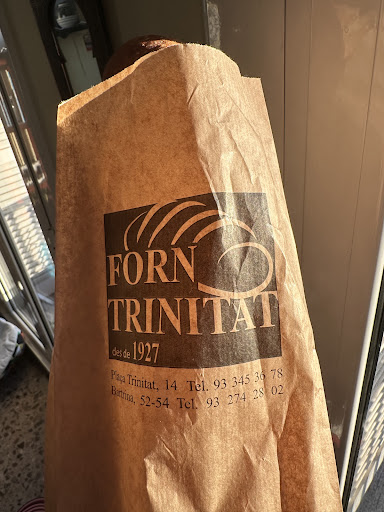 FORN
TRINITAT
des de 1927
Plaça Trinitat, 14 Tel. 93 345 36 78
52-54 Tel. 93 274 28 02